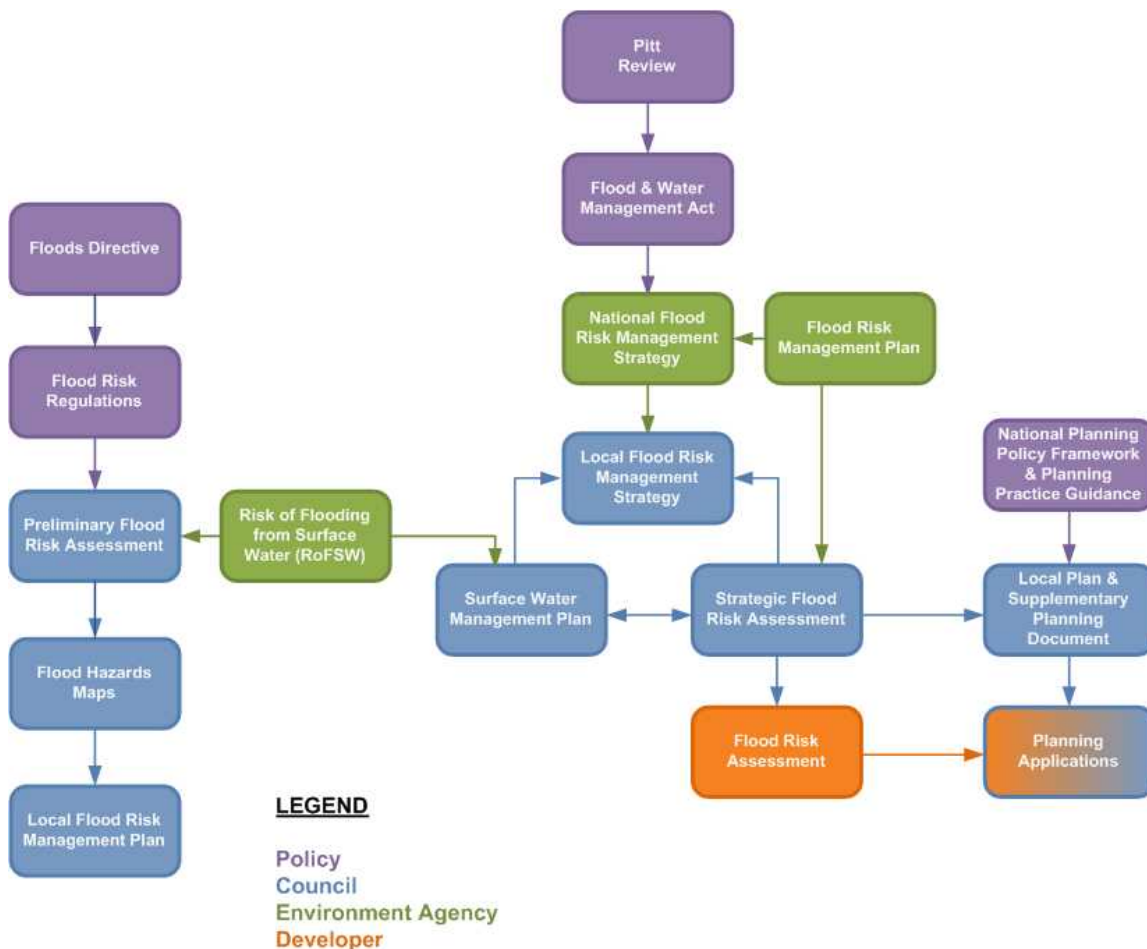 Pitt
Review
Flood & Water
Management Act
Floods Directive
National Flood
Risk Management
Strategy
Flood Risk
Management Plan
Flood Risk
Regulations
Local Flood Risk
Management
Strategy
National Planning
Policy Framework
& Planning
Practice Guidance
Preliminary Flood
Risk Assessment
Risk of Flooding
from Surface
Water (RoFSW)
Surface Water
Management Plan
Strategic Flood
Risk Assessment
Local Plan &
Supplementary
Planning
Document
Flood Hazards
Maps
Flood Risk
Assessment
Planning
Applications
Local Flood Risk
Management Plan
LEGEND
Policy
Council
Environment Agency
Developer